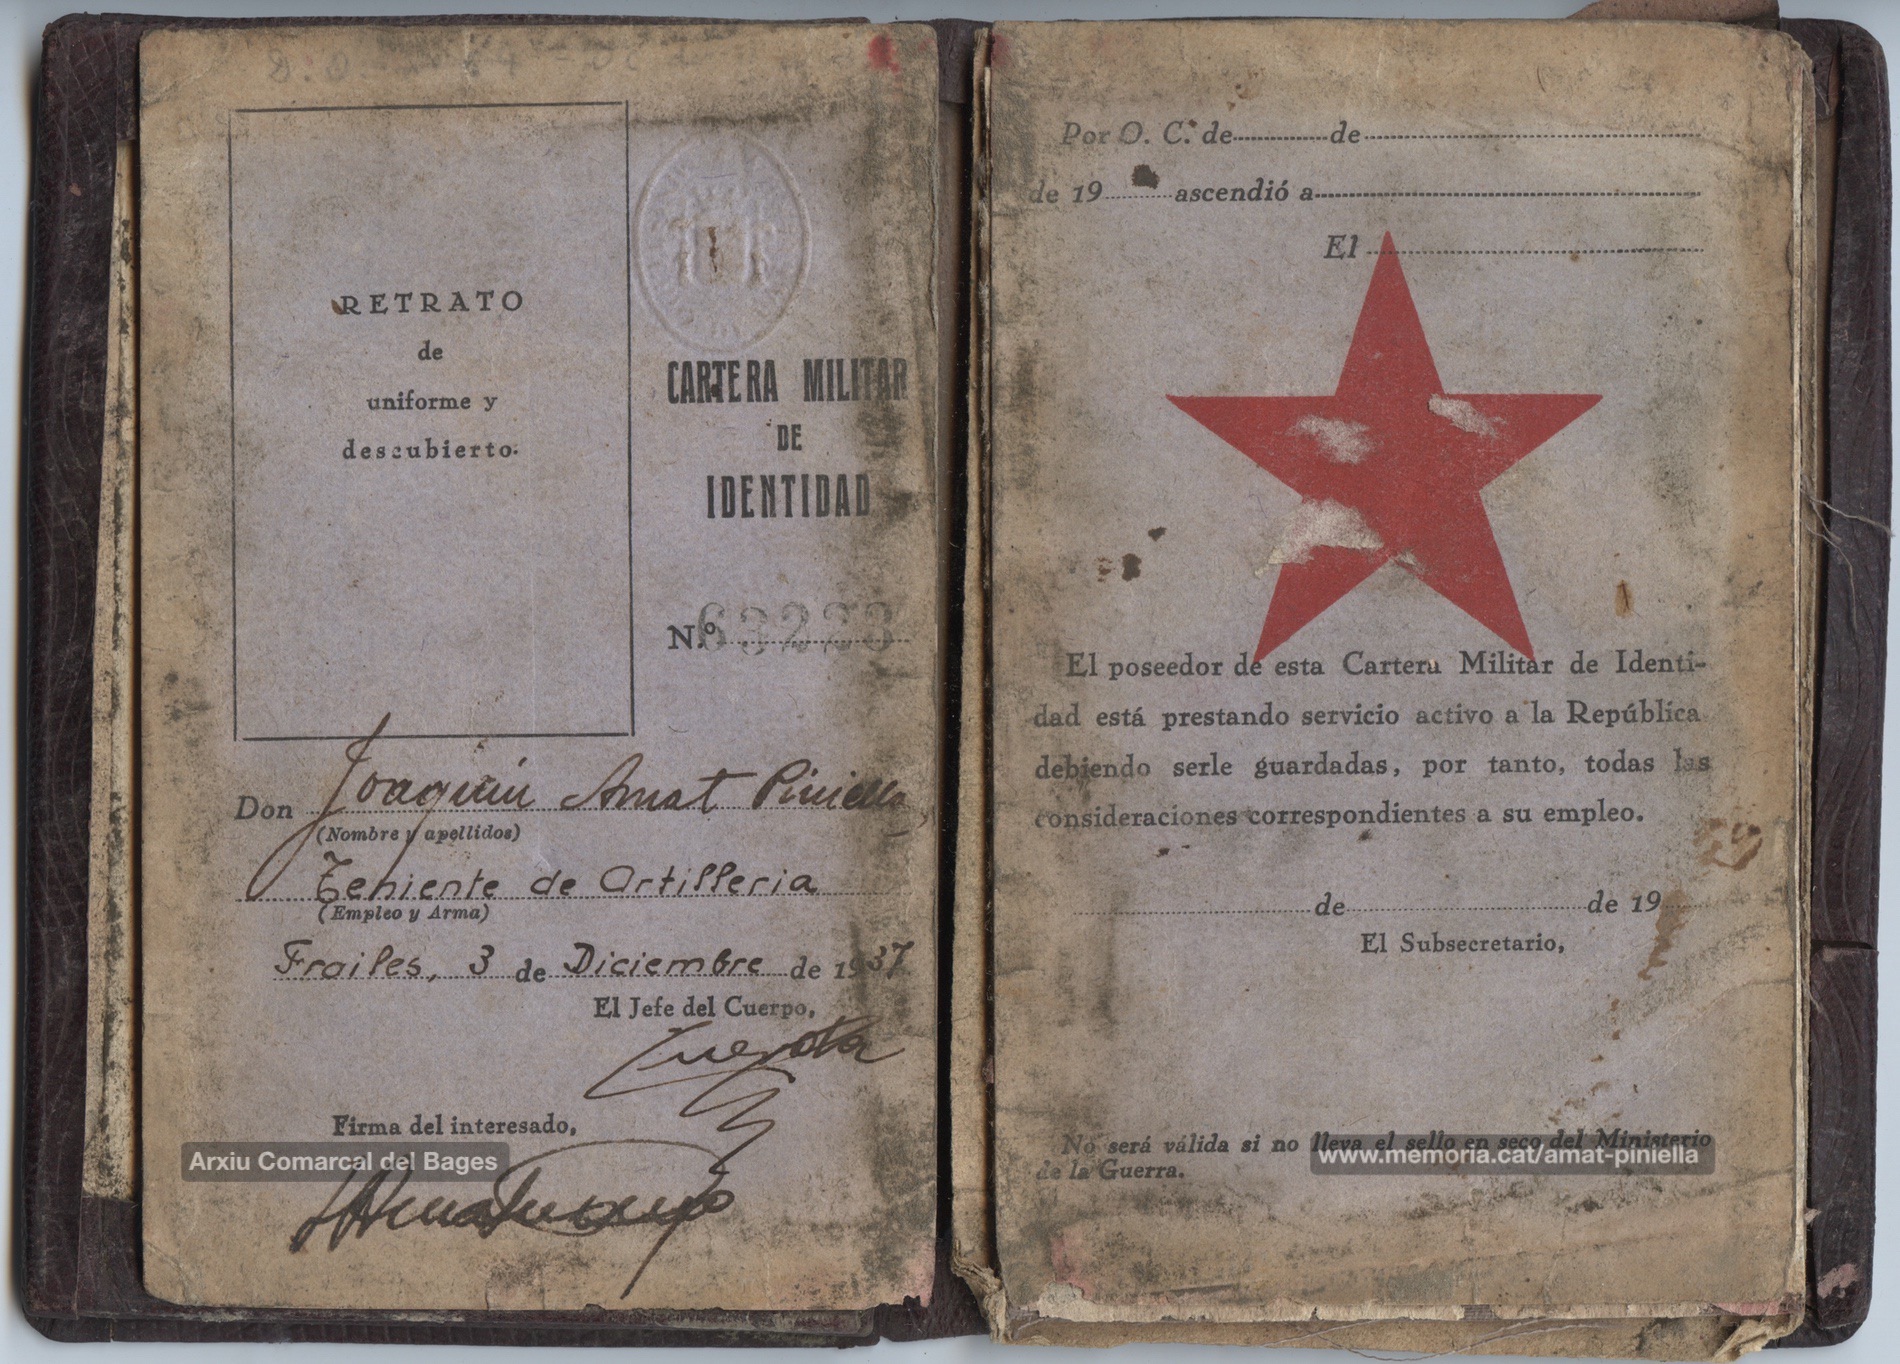 RETRATO
de
uniforme y
descubierto.
CARTERA MILITAR
DE
IDENTIDAD
N.º 63223
Don Joaquín Amat Piniella
(Nombre y apellidos)
Teniente de Artilleria
(Empleo y Arma)
Frailes, 3 de Diciembre de 1937
El Jefe del Cuerpo,
Firma del interesado,
Arxiu Comarcal del Bages
Por O. C. de de
de 19 ascendió a
El
El poseedor de esta Cartera Militar de Identi-
dad está prestando servicio activo a la República
debiendo serle guardadas, por tanto, todas las
consideraciones correspondientes a su empleo.
de de 19
El Subsecretario,
No será válida si no lleva el sello en seco del Ministerio
de la Guerra.
www.memoria.cat/amat-piniella